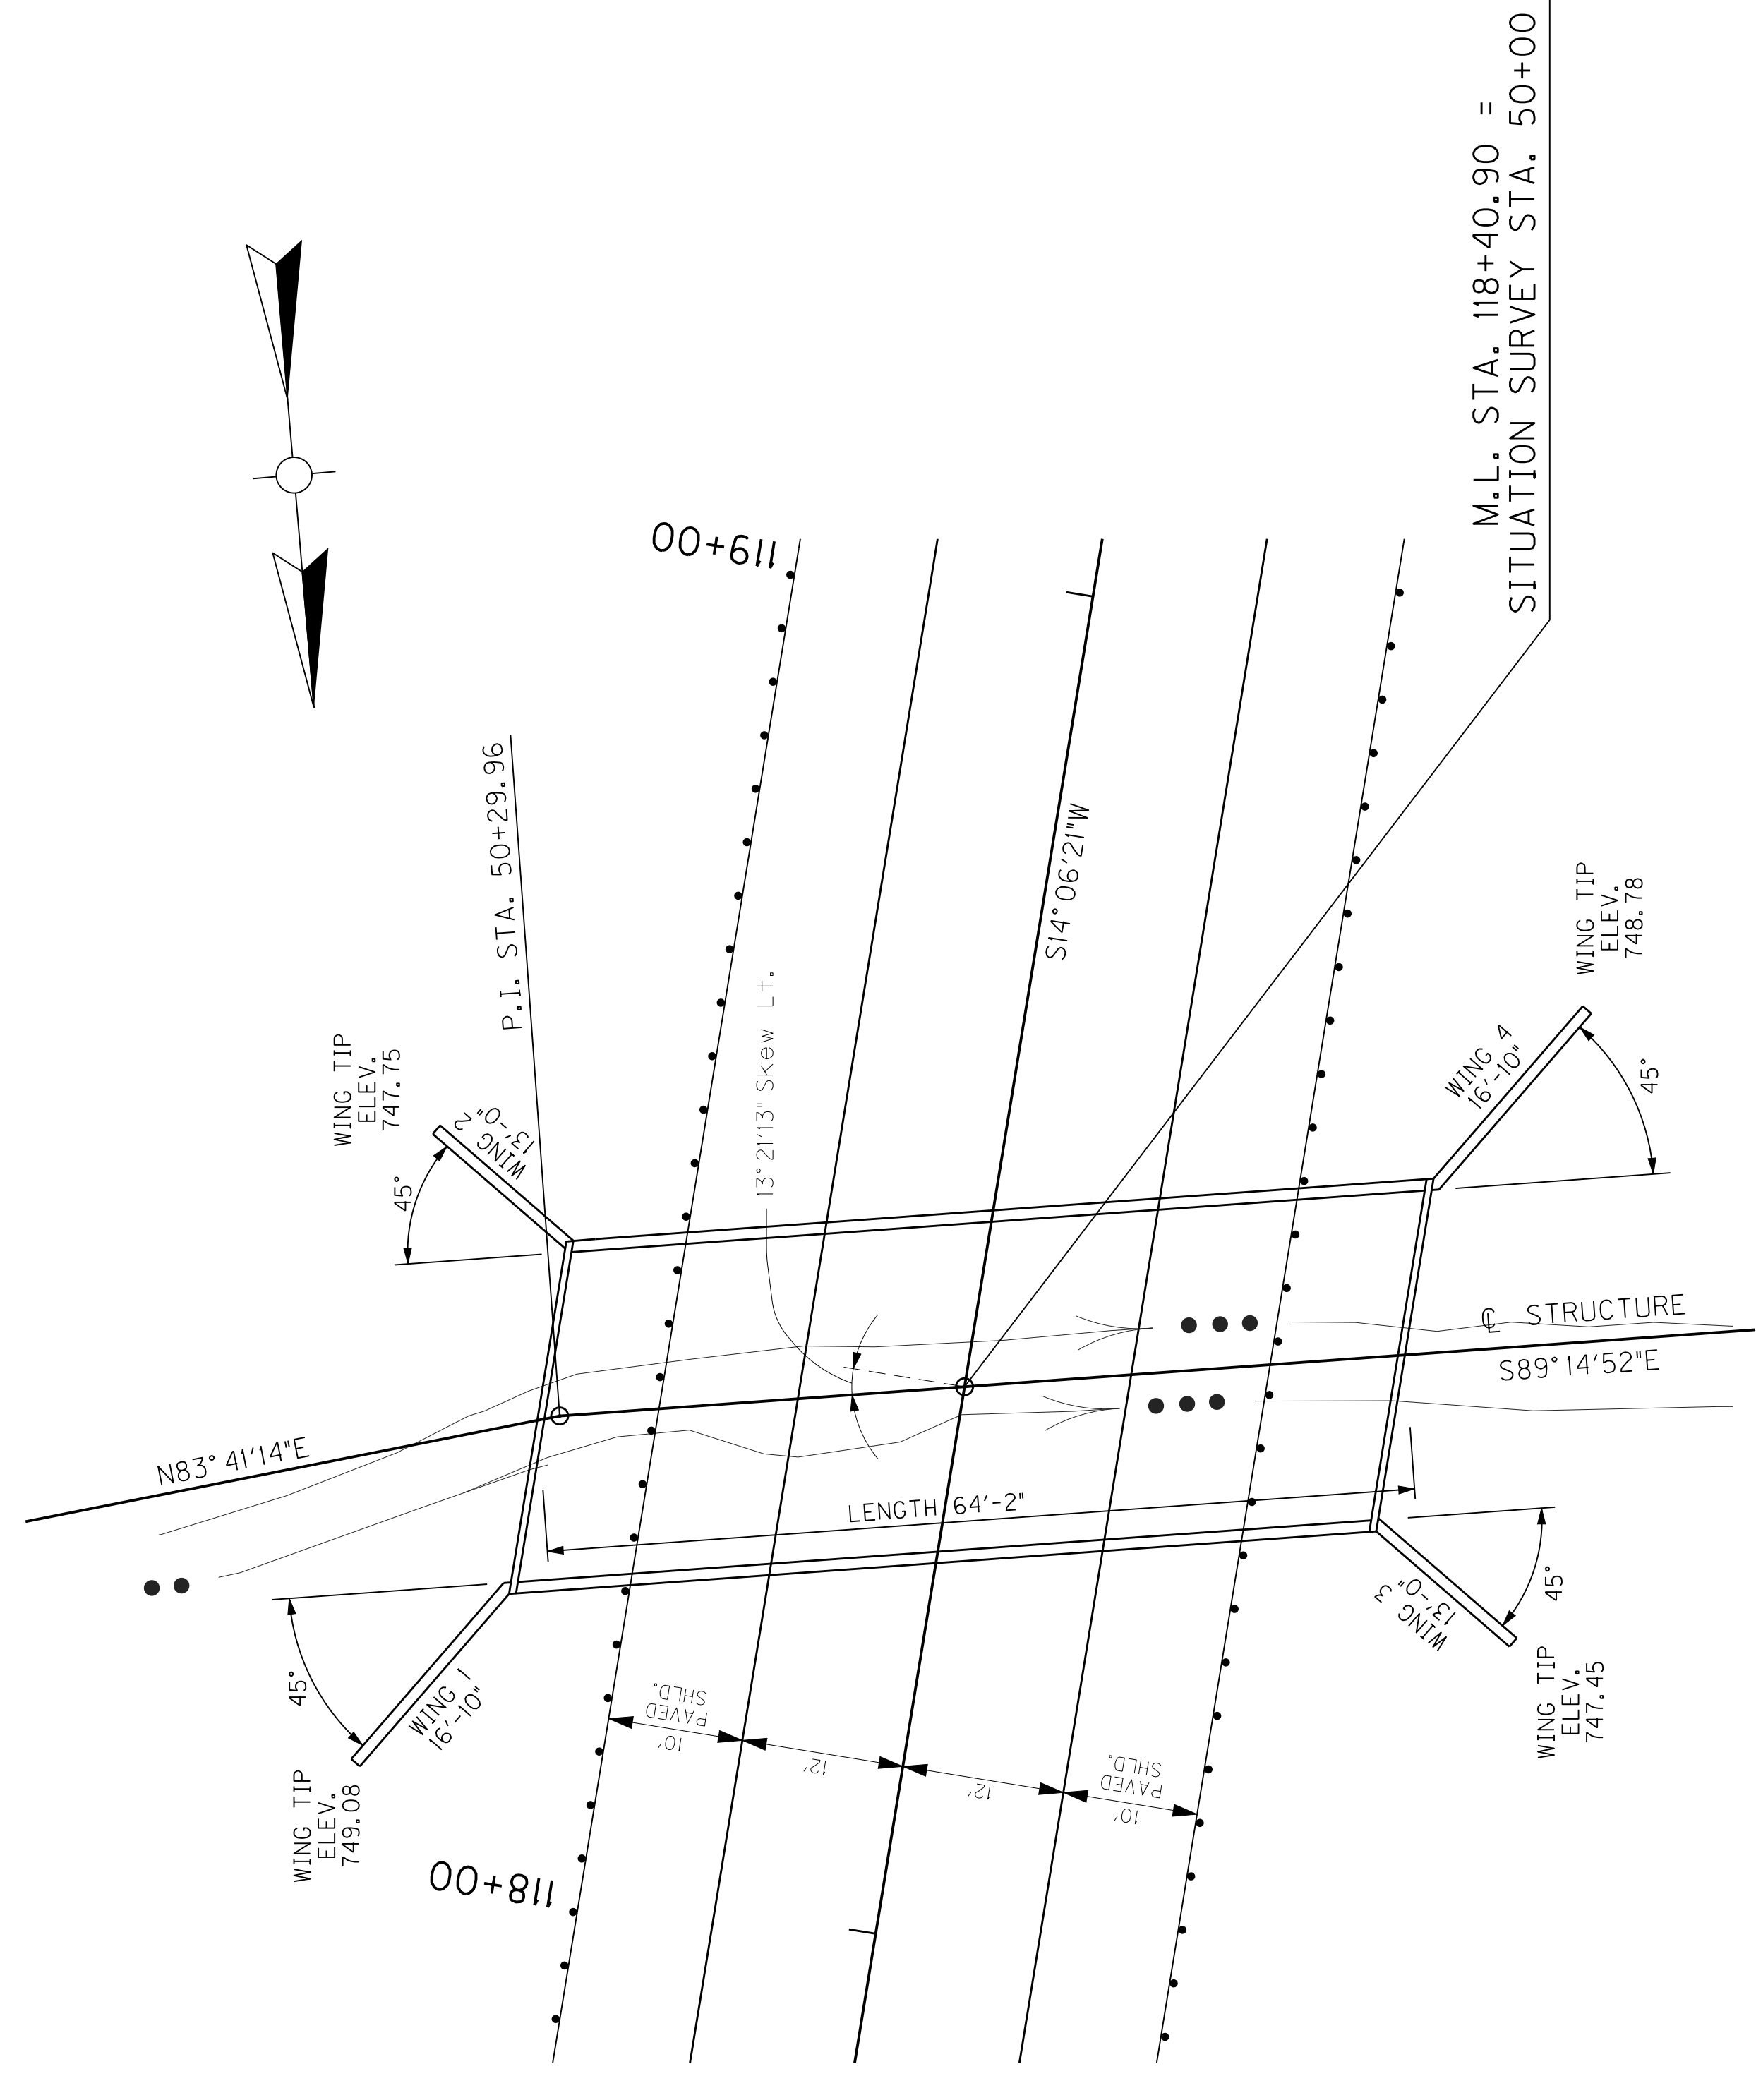 M.L. STA. 118+40.90 =
SITUATION SURVEY STA. 50+00
119+00
P.I. STA. 50+29.96
S14°06'21"W
13°21'13" Skew Lt.
WING TIP
ELEV.
747.75
WING 2
13'-0"
45°
WING TIP
ELEV.
748.78
WING 4
16'-10"
45°
℄ STRUCTURE
S89°14'52"E
N83°41'14"E
LENGTH 64'-2"
45°
WING 1
16'-10"
WING TIP
ELEV.
749.08
WING 3
13'-0"
45°
WING TIP
ELEV.
747.45
10'
PAVED
SHLD.
12'
12'
10'
PAVED
SHLD.
118+00